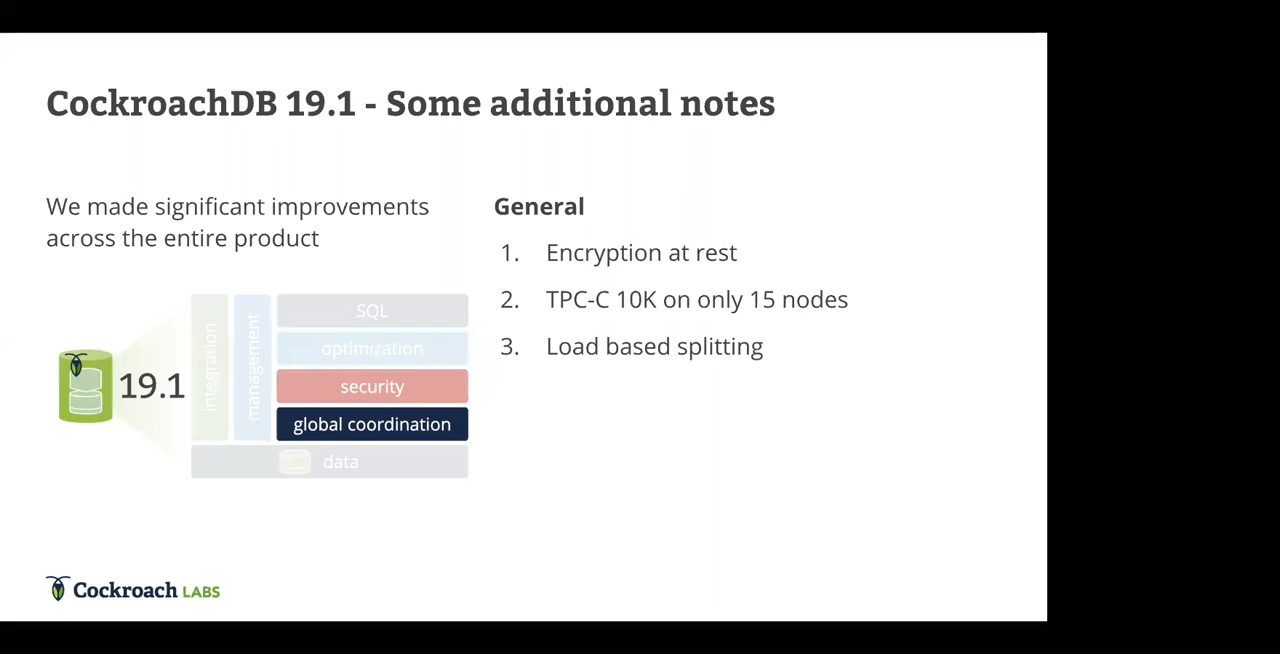 CockroachDB 19.1 - Some additional notes
We made significant improvements
across the entire product
General
1. Encryption at rest
2. TPC-C 10K on only 15 nodes
3. Load based splitting
19.1
integration
management
SQL
optimization
security
global coordination
data
Cockroach LABS